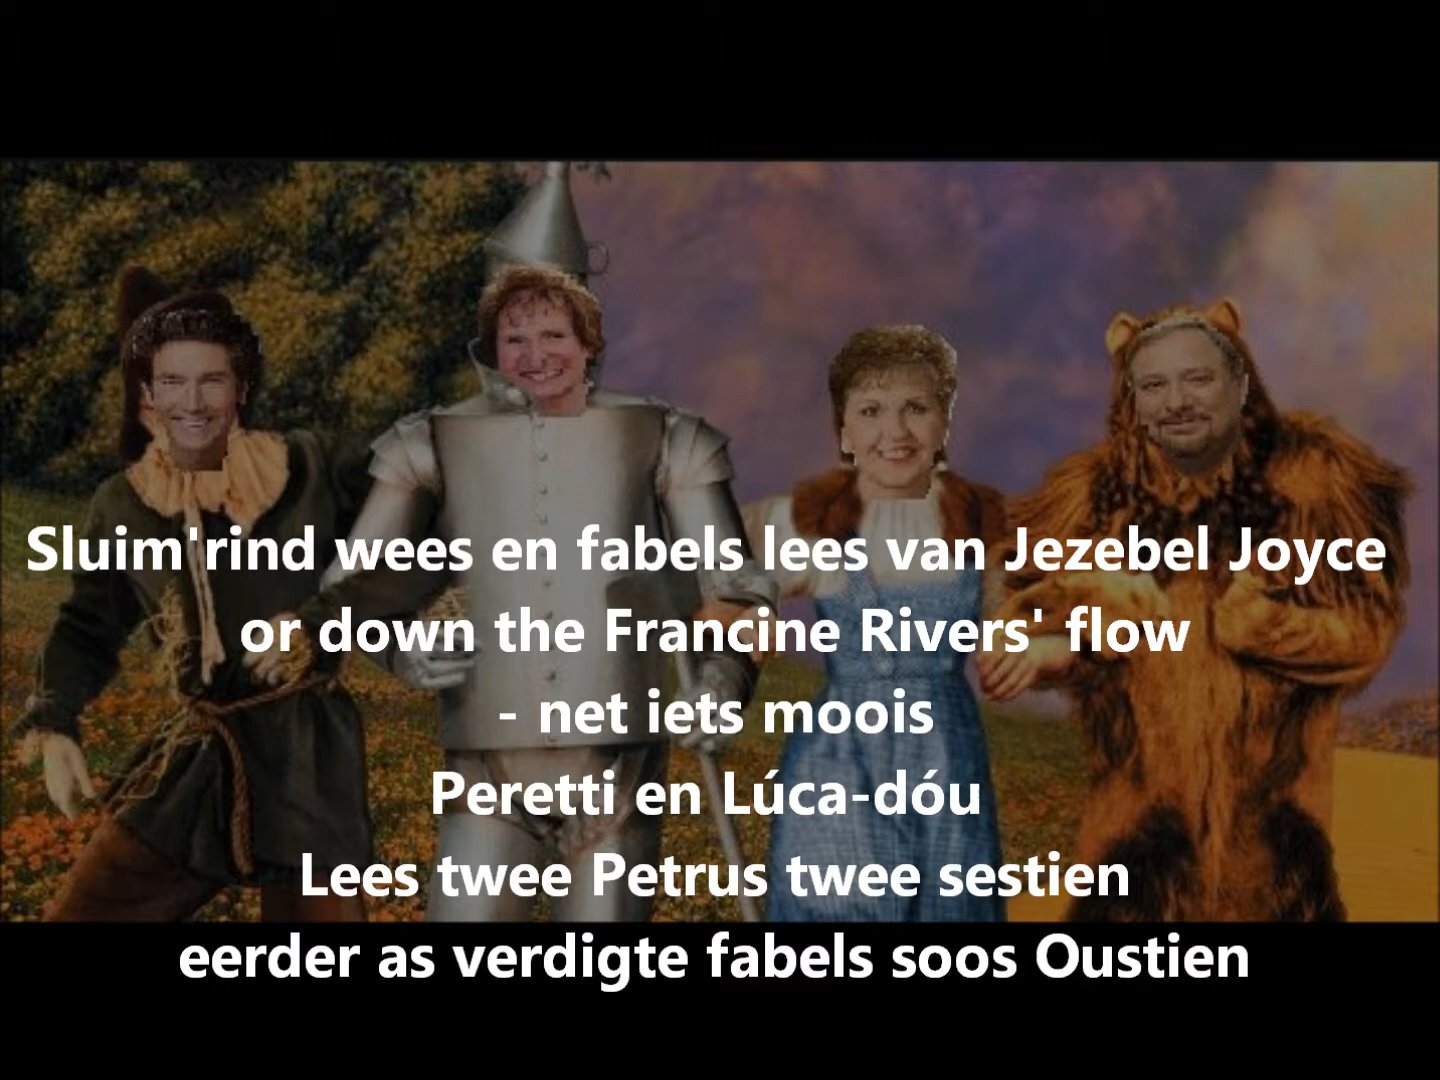 Sluim'rind wees en fabels lees van Jezebel Joyce
or down the Francine Rivers' flow
- net iets moois
Peretti en Lúca-dóu
Lees twee Petrus twee sestien
eerder as verdigte fabels soos Oustien